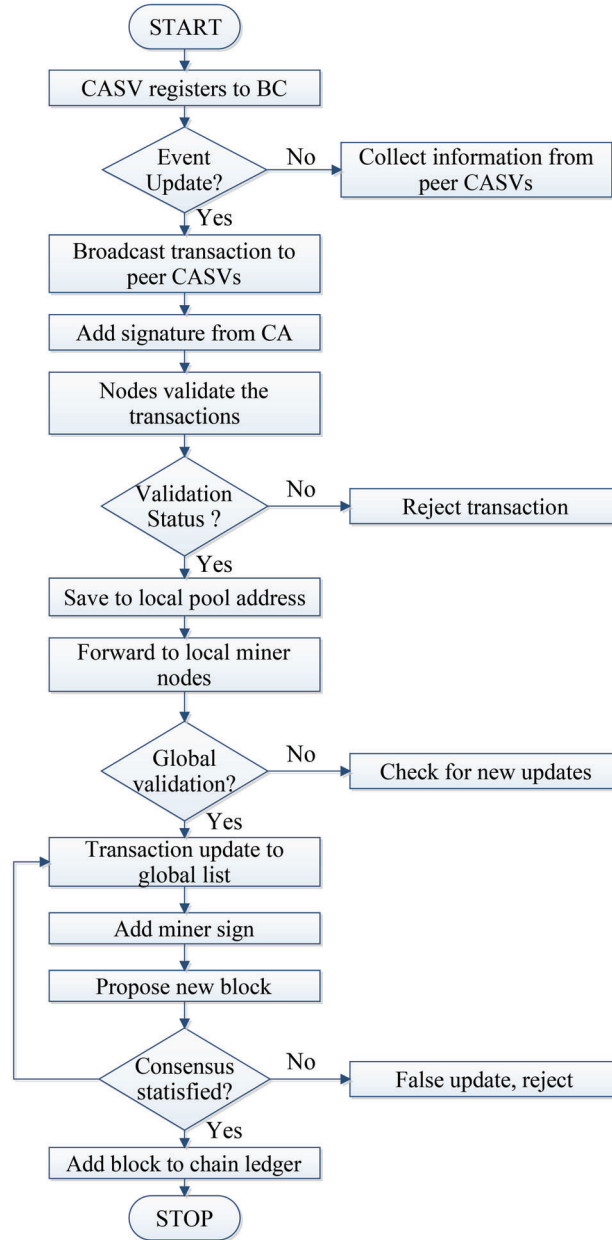 START
CASV registers to BC
Event
Update?
No
Collect information from
peer CASVs
Yes
Broadcast transaction to
peer CASVs
Add signature from CA
Nodes validate the
transactions
Validation
Status ?
No
Reject transaction
Yes
Save to local pool address
Forward to local miner
nodes
Global
validation?
No
Check for new updates
Yes
Transaction update to
global list
Add miner sign
Propose new block
Consensus
statisfied?
No
False update, reject
Yes
Add block to chain ledger
STOP